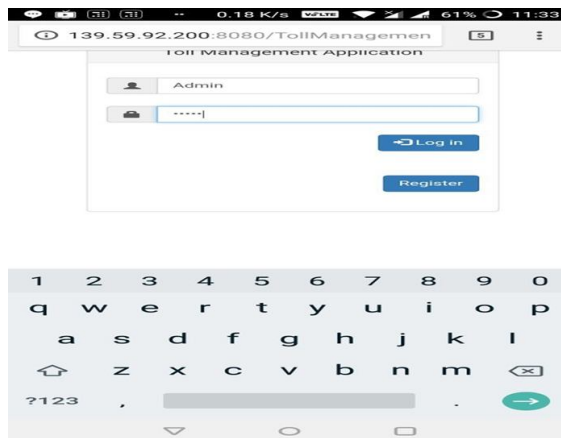 0.18 K/s VoLTE 61% 11:33
139.59.92.200:8080/TollManagemen 5
Toll Management Application
Admin
•••••
Log in
Register
1 2 3 4 5 6 7 8 9 0
q w e r t y u i o p
a s d f g h j k l
z x c v b n m
?123 , .